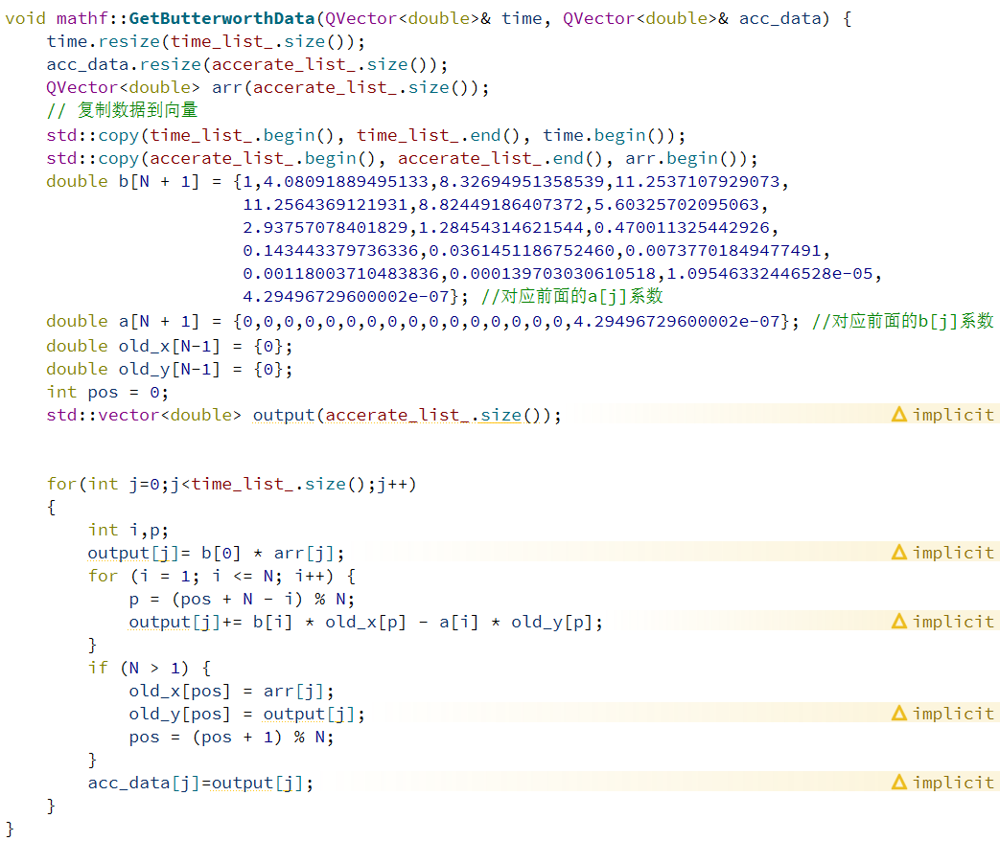 void mathf::GetButterworthData(QVector<double>& time, QVector<double>& acc_data) {
    time.resize(time_list_.size());
    acc_data.resize(accerate_list_.size());
    QVector<double> arr(accerate_list_.size());
    // 复制数据到向量
    std::copy(time_list_.begin(), time_list_.end(), time.begin());
    std::copy(accerate_list_.begin(), accerate_list_.end(), arr.begin());
    double b[N + 1] = {1,4.08091889495133,8.32694951358539,11.2537107929073,
                       11.2564369121931,8.82449186407372,5.60325702095063,
                       2.93757078401829,1.28454314621544,0.470011325442926,
                       0.143443379736336,0.0361451186752460,0.00737701849477491,
                       0.00118003710483836,0.000139703030610518,1.09546332446528e-05,
                       4.29496729600002e-07}; //对应前面的a[j]系数
    double a[N + 1] = {0,0,0,0,0,0,0,0,0,0,0,0,0,0,0,0,4.29496729600002e-07}; //对应前面的b[j]系数
    double old_x[N-1] = {0};
    double old_y[N-1] = {0};
    int pos = 0;
    std::vector<double> output(accerate_list_.size()); △ implicit
    for(int j=0;j<time_list_.size();j++)
    {
        int i,p;
        output[j]= b[0] * arr[j]; △ implicit
        for (i = 1; i <= N; i++) {
            p = (pos + N - i) % N;
            output[j]+= b[i] * old_x[p] - a[i] * old_y[p]; △ implicit
        }
        if (N > 1) {
            old_x[pos] = arr[j];
            old_y[pos] = output[j]; △ implicit
            pos = (pos + 1) % N;
        }
        acc_data[j]=output[j]; △ implicit
    }
}